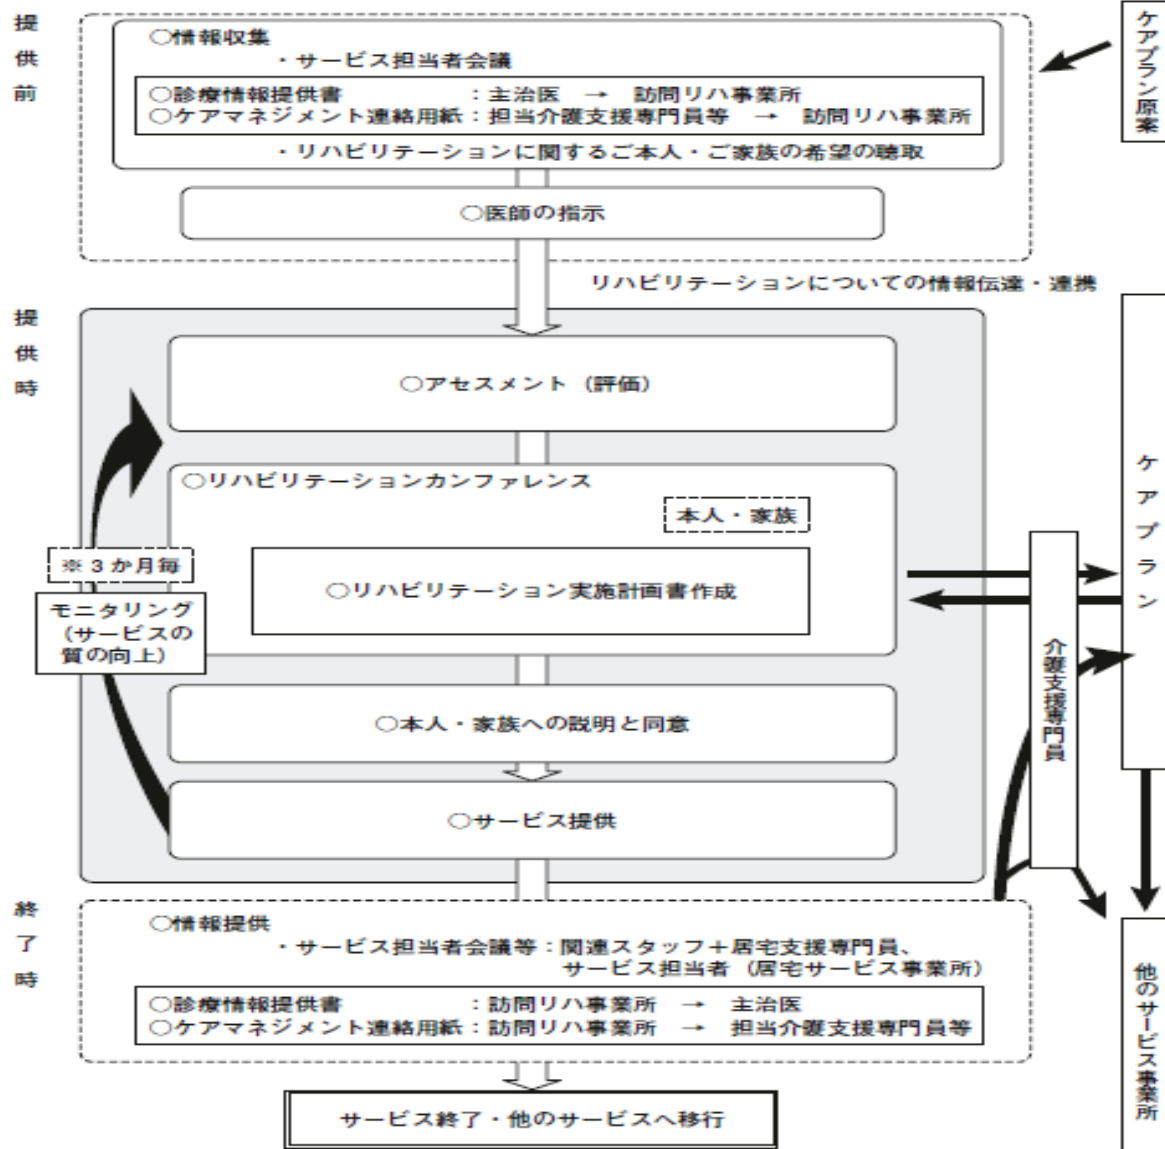 提供前
○情報収集
・サービス担当者会議
○診療情報提供書　　　　：主治医　→　訪問リハ事業所
○ケアマネジメント連絡用紙：担当介護支援専門員等　→　訪問リハ事業所
・リハビリテーションに関するご本人・ご家族の希望の聴取
○医師の指示
ケアプラン原案
リハビリテーションについての情報伝達・連携
提供時
○アセスメント（評価）
○リハビリテーションカンファレンス
本人・家族
○リハビリテーション実施計画書作成
※３か月毎
モニタリング
（サービスの
質の向上）
○本人・家族への説明と同意
○サービス提供
介護支援専門員
ケアプラン
終了時
○情報提供
・サービス担当者会議等：関連スタッフ＋居宅支援専門員、
サービス担当者（居宅サービス事業所）
○診療情報提供書　　　　：訪問リハ事業所　→　主治医
○ケアマネジメント連絡用紙：訪問リハ事業所　→　担当介護支援専門員等
他のサービス事業所
サービス終了・他のサービスへ移行